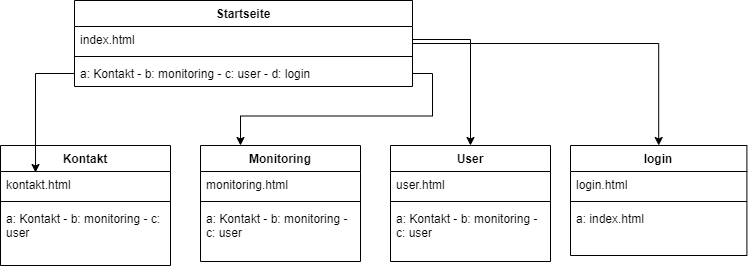 Startseite
index.html
a: Kontakt - b: monitoring - c: user - d: login
Kontakt
kontakt.html
a: Kontakt - b: monitoring - c:
user
Monitoring
monitoring.html
a: Kontakt - b: monitoring -
c: user
User
user.html
a: Kontakt - b: monitoring -
c: user
login
login.html
a: index.html